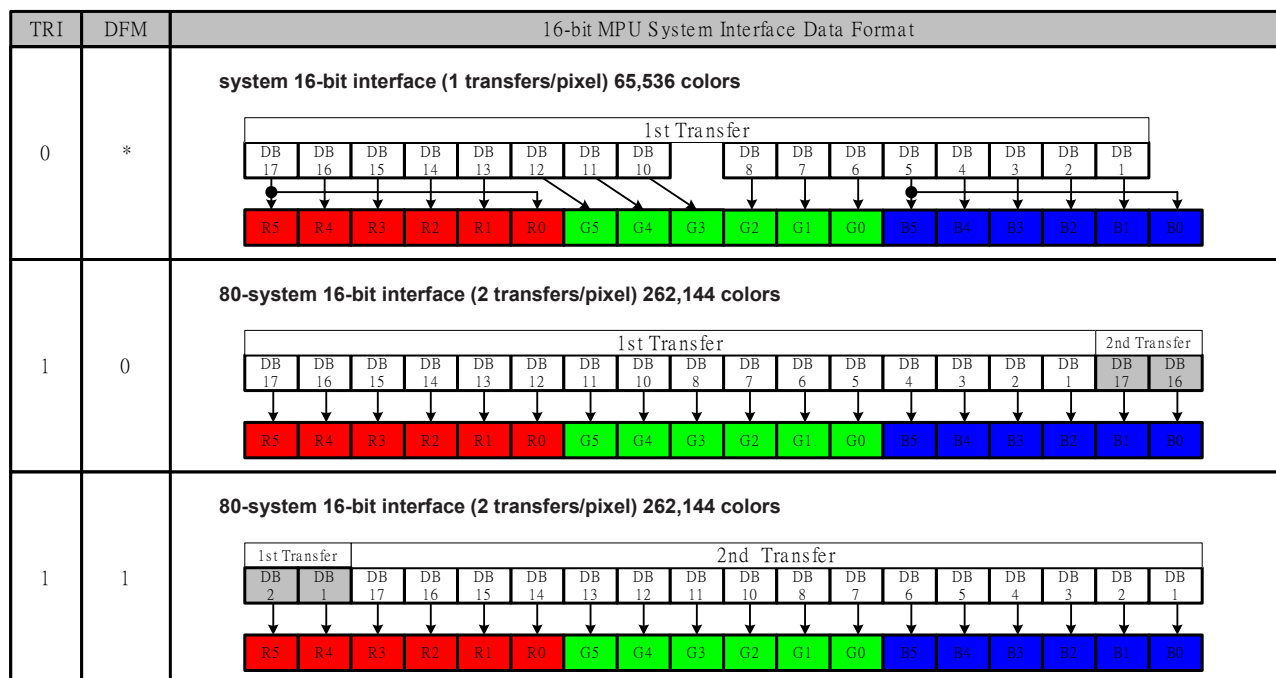 TRI DFM 16-bit MPU System Interface Data Format
system 16-bit interface (1 transfers/pixel) 65,536 colors
0 *
1st Transfer
DB 17 DB 16 DB 15 DB 14 DB 13 DB 12 DB 11 DB 10 DB 8 DB 7 DB 6 DB 5 DB 4 DB 3 DB 2 DB 1
R5 R4 R3 R2 R1 R0 G5 G4 G3 G2 G1 G0 B5 B4 B3 B2 B1 B0
80-system 16-bit interface (2 transfers/pixel) 262,144 colors
1 0
1st Transfer 2nd Transfer
DB 17 DB 16 DB 15 DB 14 DB 13 DB 12 DB 11 DB 10 DB 8 DB 7 DB 6 DB 5 DB 4 DB 3 DB 2 DB 1 DB 17 DB 16
R5 R4 R3 R2 R1 R0 G5 G4 G3 G2 G1 G0 B5 B4 B3 B2 B1 B0
80-system 16-bit interface (2 transfers/pixel) 262,144 colors
1 1
1st Transfer 2nd Transfer
DB 2 DB 1 DB 17 DB 16 DB 15 DB 14 DB 13 DB 12 DB 11 DB 10 DB 8 DB 7 DB 6 DB 5 DB 4 DB 3 DB 2 DB 1
R5 R4 R3 R2 R1 R0 G5 G4 G3 G2 G1 G0 B5 B4 B3 B2 B1 B0